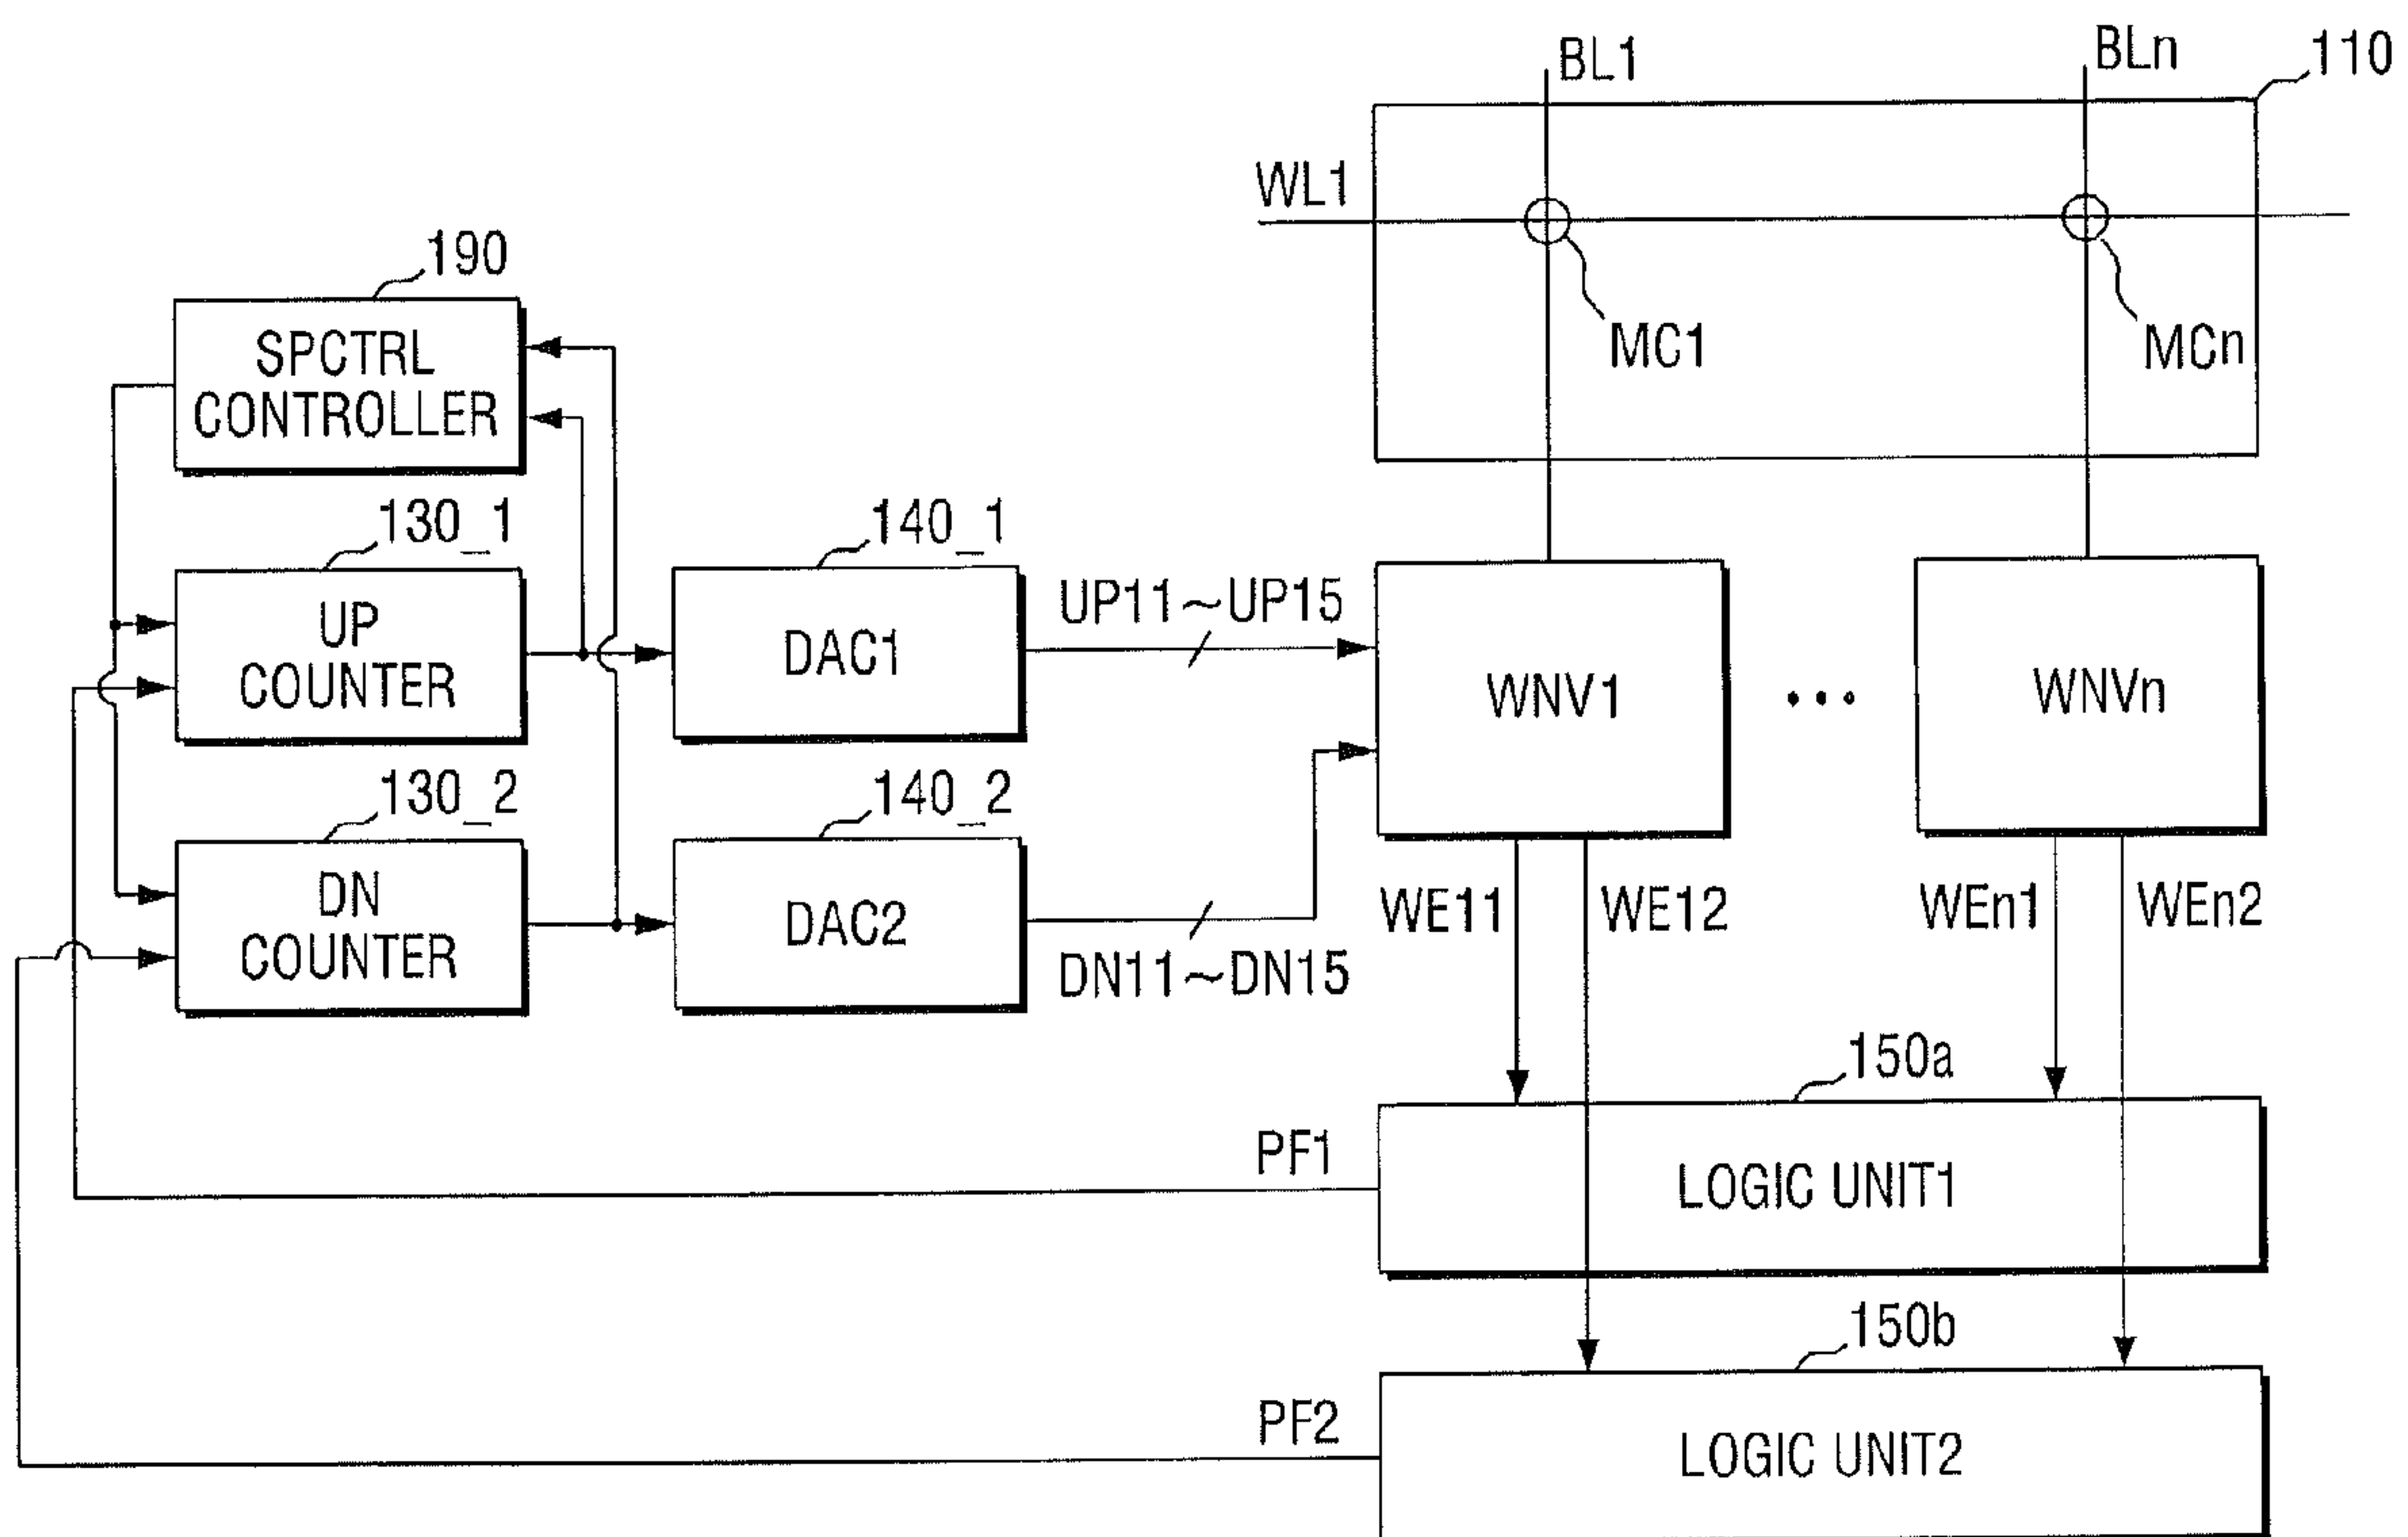 BL1
BLn
110
WL1
MC1
MCn
190
SPCTRL
CONTROLLER
130_1
UP
COUNTER
140_1
DAC1
UP11~UP15
WNV1
...
WNVn
130_2
DN
COUNTER
140_2
DAC2
DN11~DN15
WE11
WE12
WEn1
WEn2
150a
PF1
LOGIC UNIT1
150b
PF2
LOGIC UNIT2